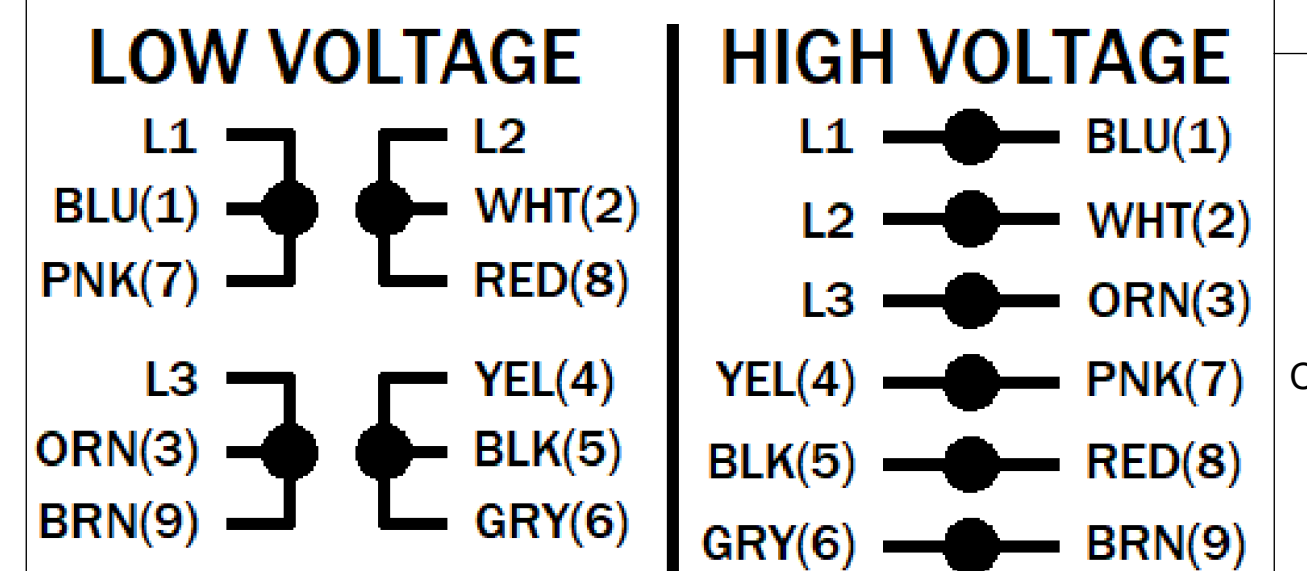 LOW VOLTAGE
L1 L2
BLU(1) WHT(2)
PNK(7) RED(8)
L3 YEL(4)
ORN(3) BLK(5)
BRN(9) GRY(6)
HIGH VOLTAGE
L1 BLU(1)
L2 WHT(2)
L3 ORN(3)
YEL(4) PNK(7)
BLK(5) RED(8)
GRY(6) BRN(9)